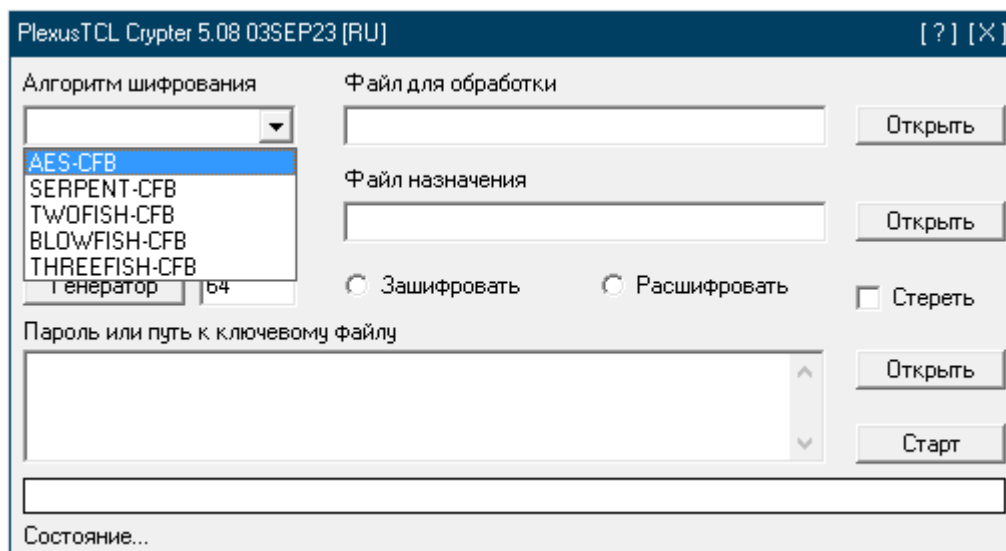 PlexusTCL Crypter 5.08 03SEP23 [RU] [ ? ] [ X ]
Алгоритм шифрования
Файл для обработки
Открыть
AES-CFB
SERPENT-CFB
TWOFISH-CFB
BLOWFISH-CFB
THREEFISH-CFB
Файл назначения
Открыть
Генератор
64
Зашифровать
Расшифровать
Стереть
Пароль или путь к ключевому файлу
Открыть
Старт
Состояние...